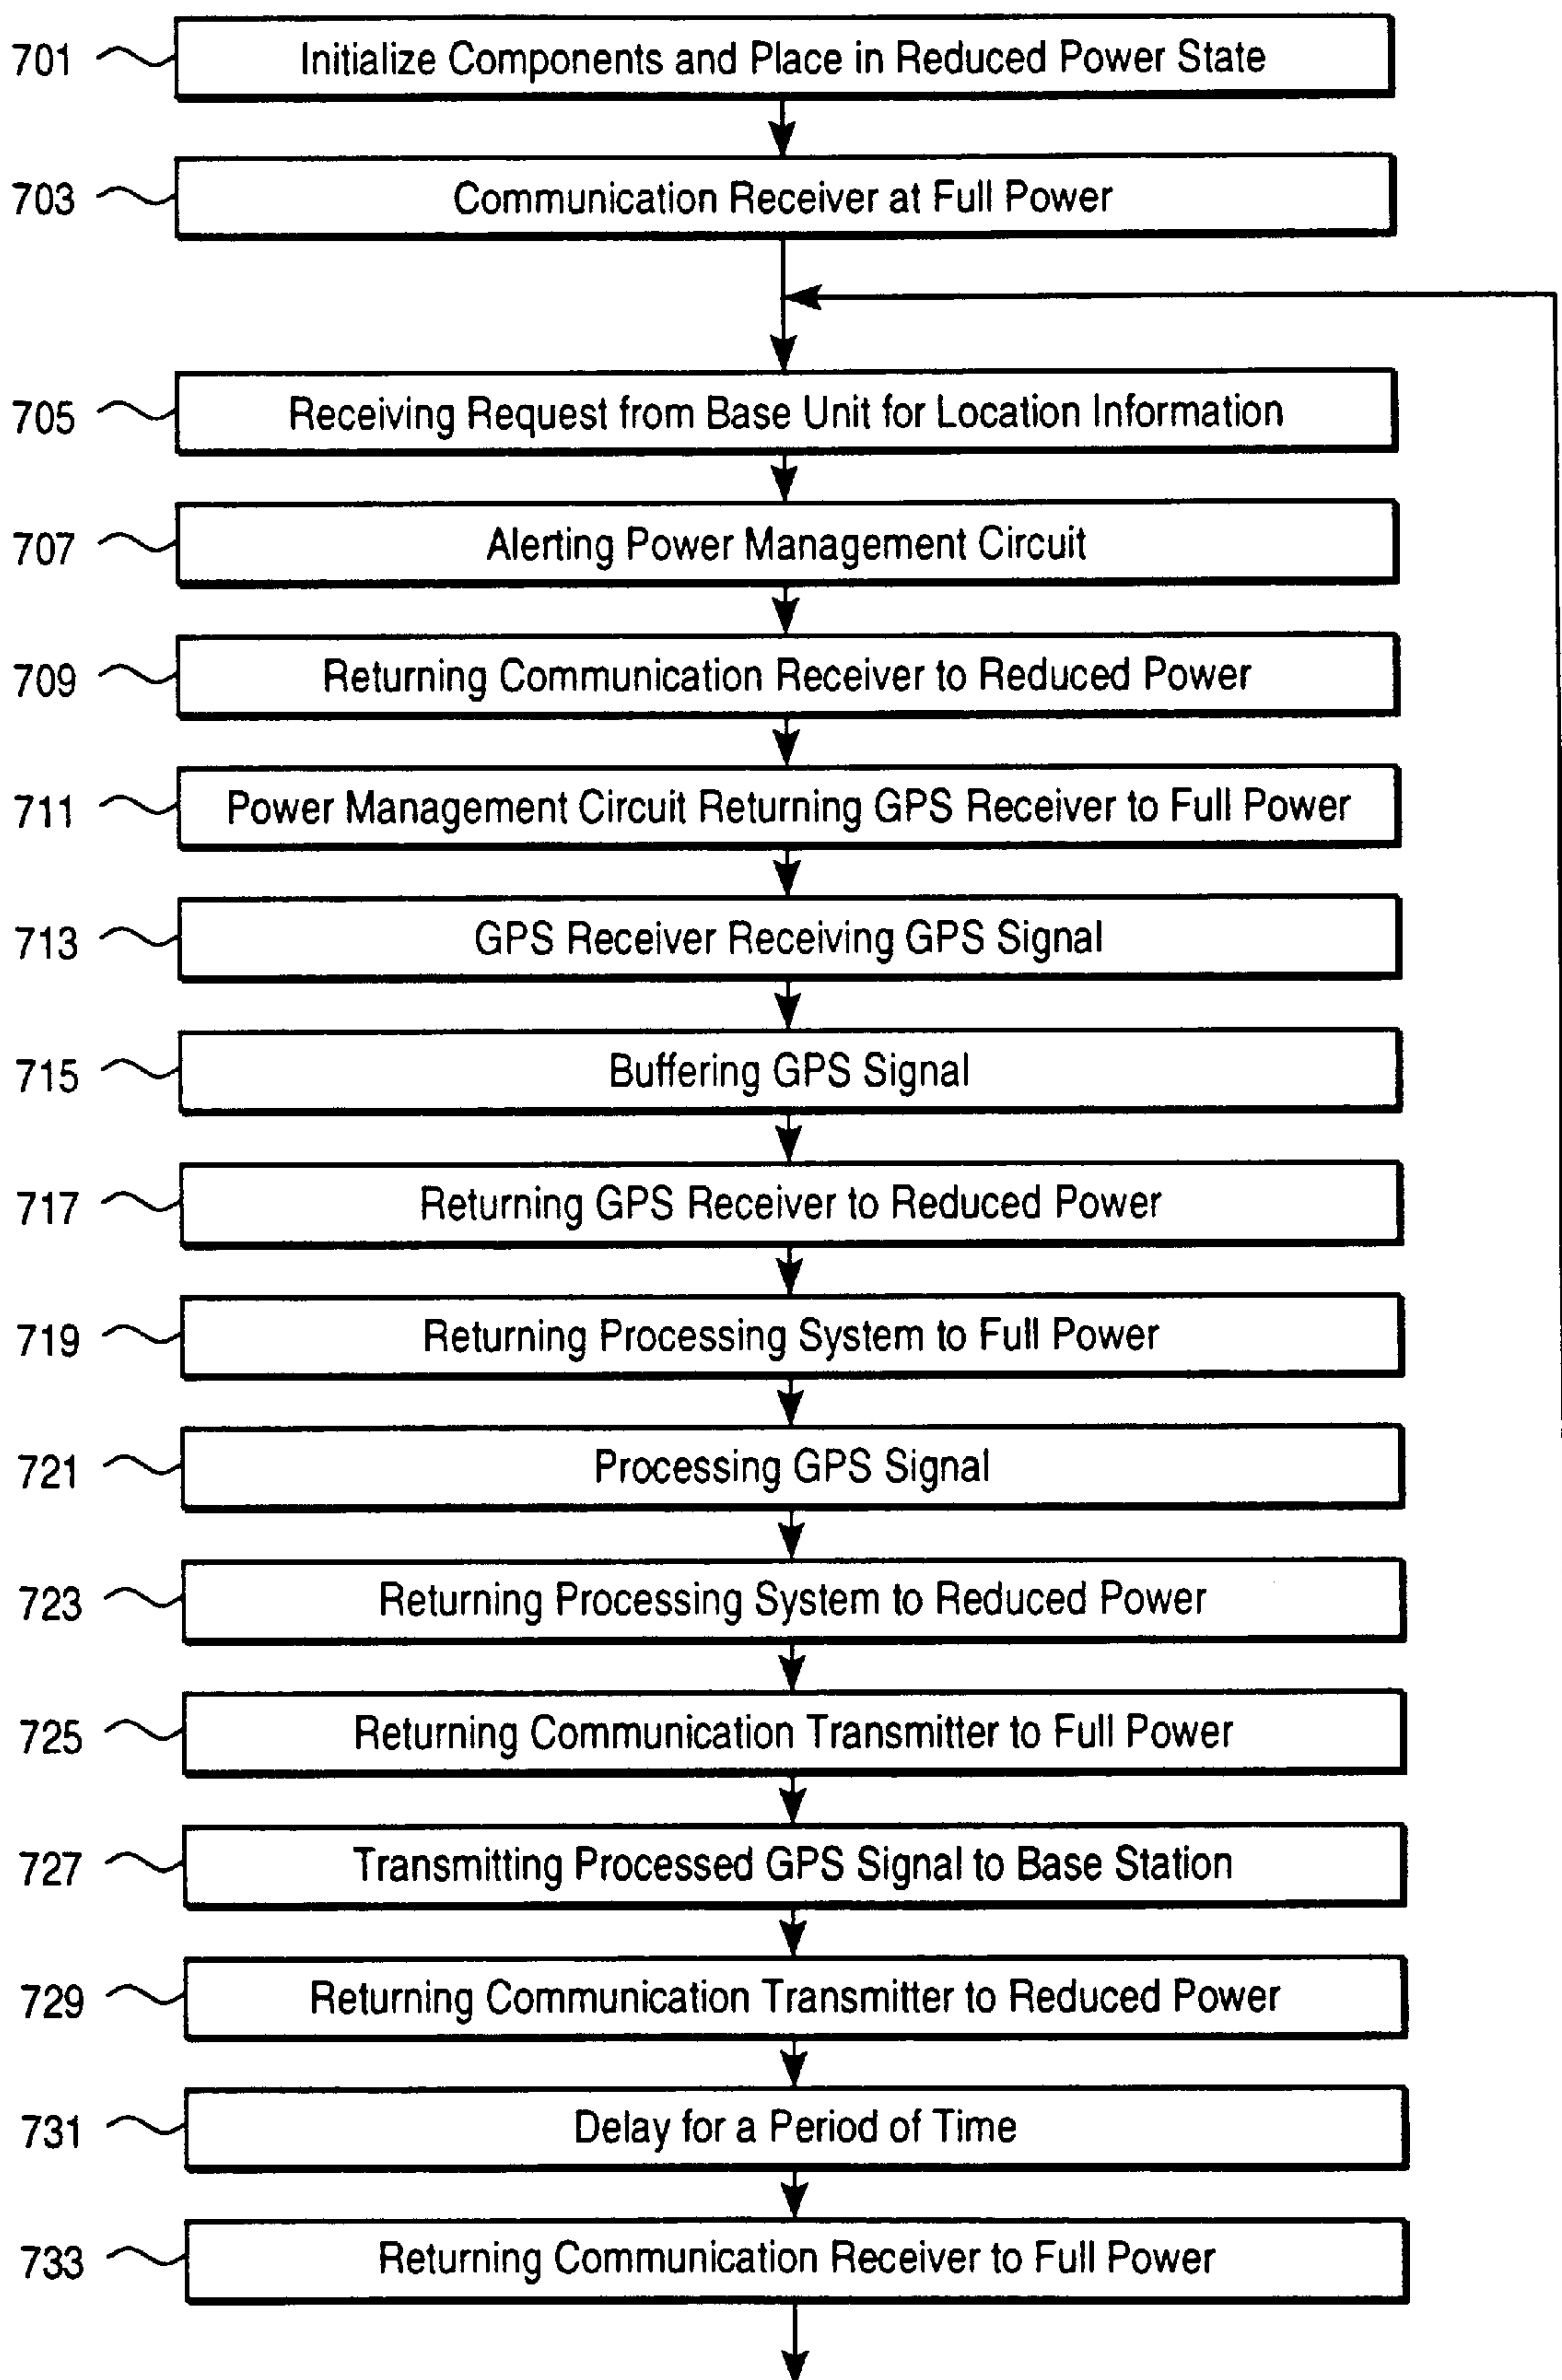 701 Initialize Components and Place in Reduced Power State
703 Communication Receiver at Full Power
705 Receiving Request from Base Unit for Location Information
707 Alerting Power Management Circuit
709 Returning Communication Receiver to Reduced Power
711 Power Management Circuit Returning GPS Receiver to Full Power
713 GPS Receiver Receiving GPS Signal
715 Buffering GPS Signal
717 Returning GPS Receiver to Reduced Power
719 Returning Processing System to Full Power
721 Processing GPS Signal
723 Returning Processing System to Reduced Power
725 Returning Communication Transmitter to Full Power
727 Transmitting Processed GPS Signal to Base Station
729 Returning Communication Transmitter to Reduced Power
731 Delay for a Period of Time
733 Returning Communication Receiver to Full Power